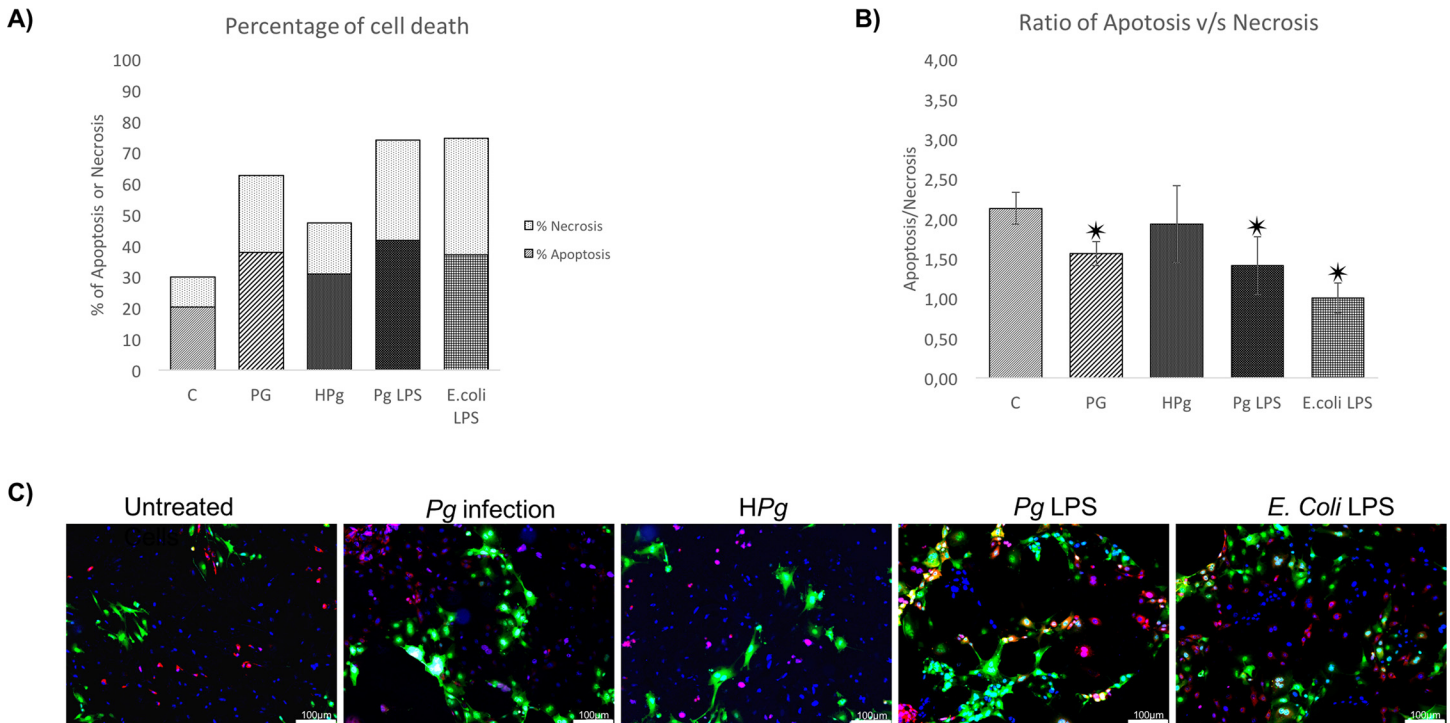 A)
Percentage of cell death
100
90
80
70
60
50
40
30
20
10
0
% of Apoptosis or Necrosis
C
PG
HPg
Pg LPS
E.coli
LPS
% Necrosis
% Apoptosis
B)
Ratio of Apotosis v/s Necrosis
4,00
3,50
3,00
2,50
2,00
1,50
1,00
0,50
0,00
Apoptosis/Necrosis
C
PG
HPg
Pg LPS
E.coli LPS
C)
Untreated
Cells
Pg infection
HPg
Pg LPS
E. Coli LPS
100µm
100µm
100µm
100µm
100µm